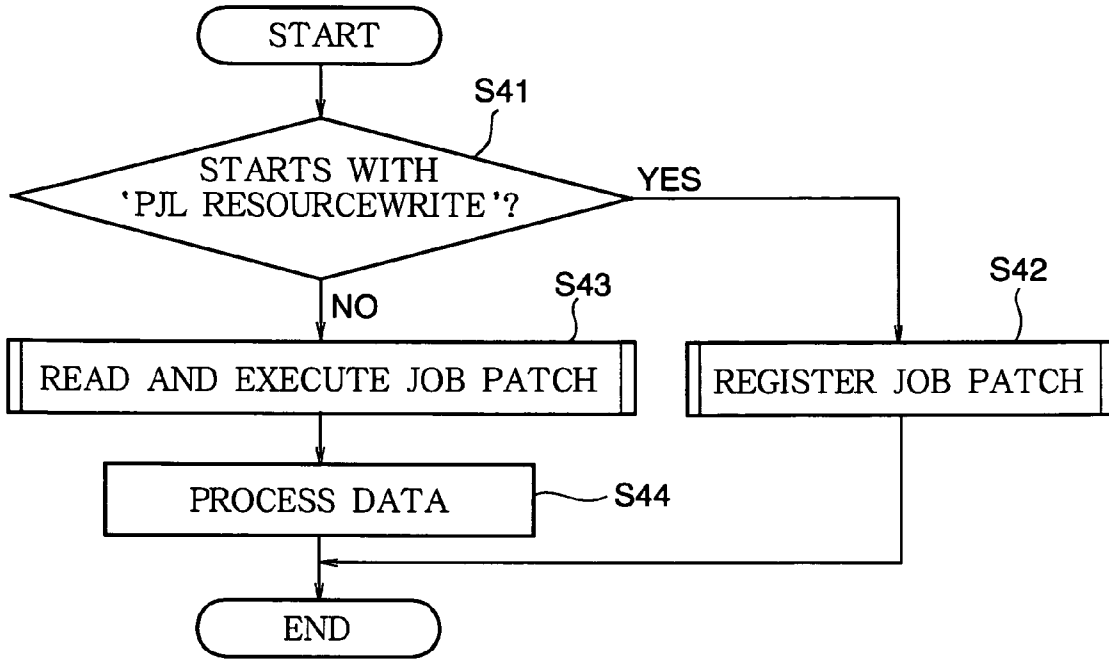 START
S41
STARTS WITH
‘PJL RESOURCEWRITE’?
YES
NO
S43
S42
READ AND EXECUTE JOB PATCH
REGISTER JOB PATCH
PROCESS DATA
S44
END